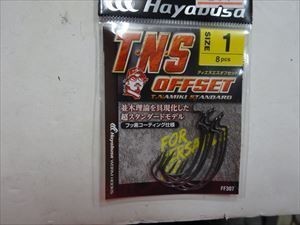 Hayabusa
T·N·S
SIZE
1
8pcs
ティエヌエスオフセット
OFFSET
T.NAMIKI STANDARD
並木理論を具現化した
超スタンダードモデル
フッ素コーティング仕様
FOR
FF307
Hayabusa